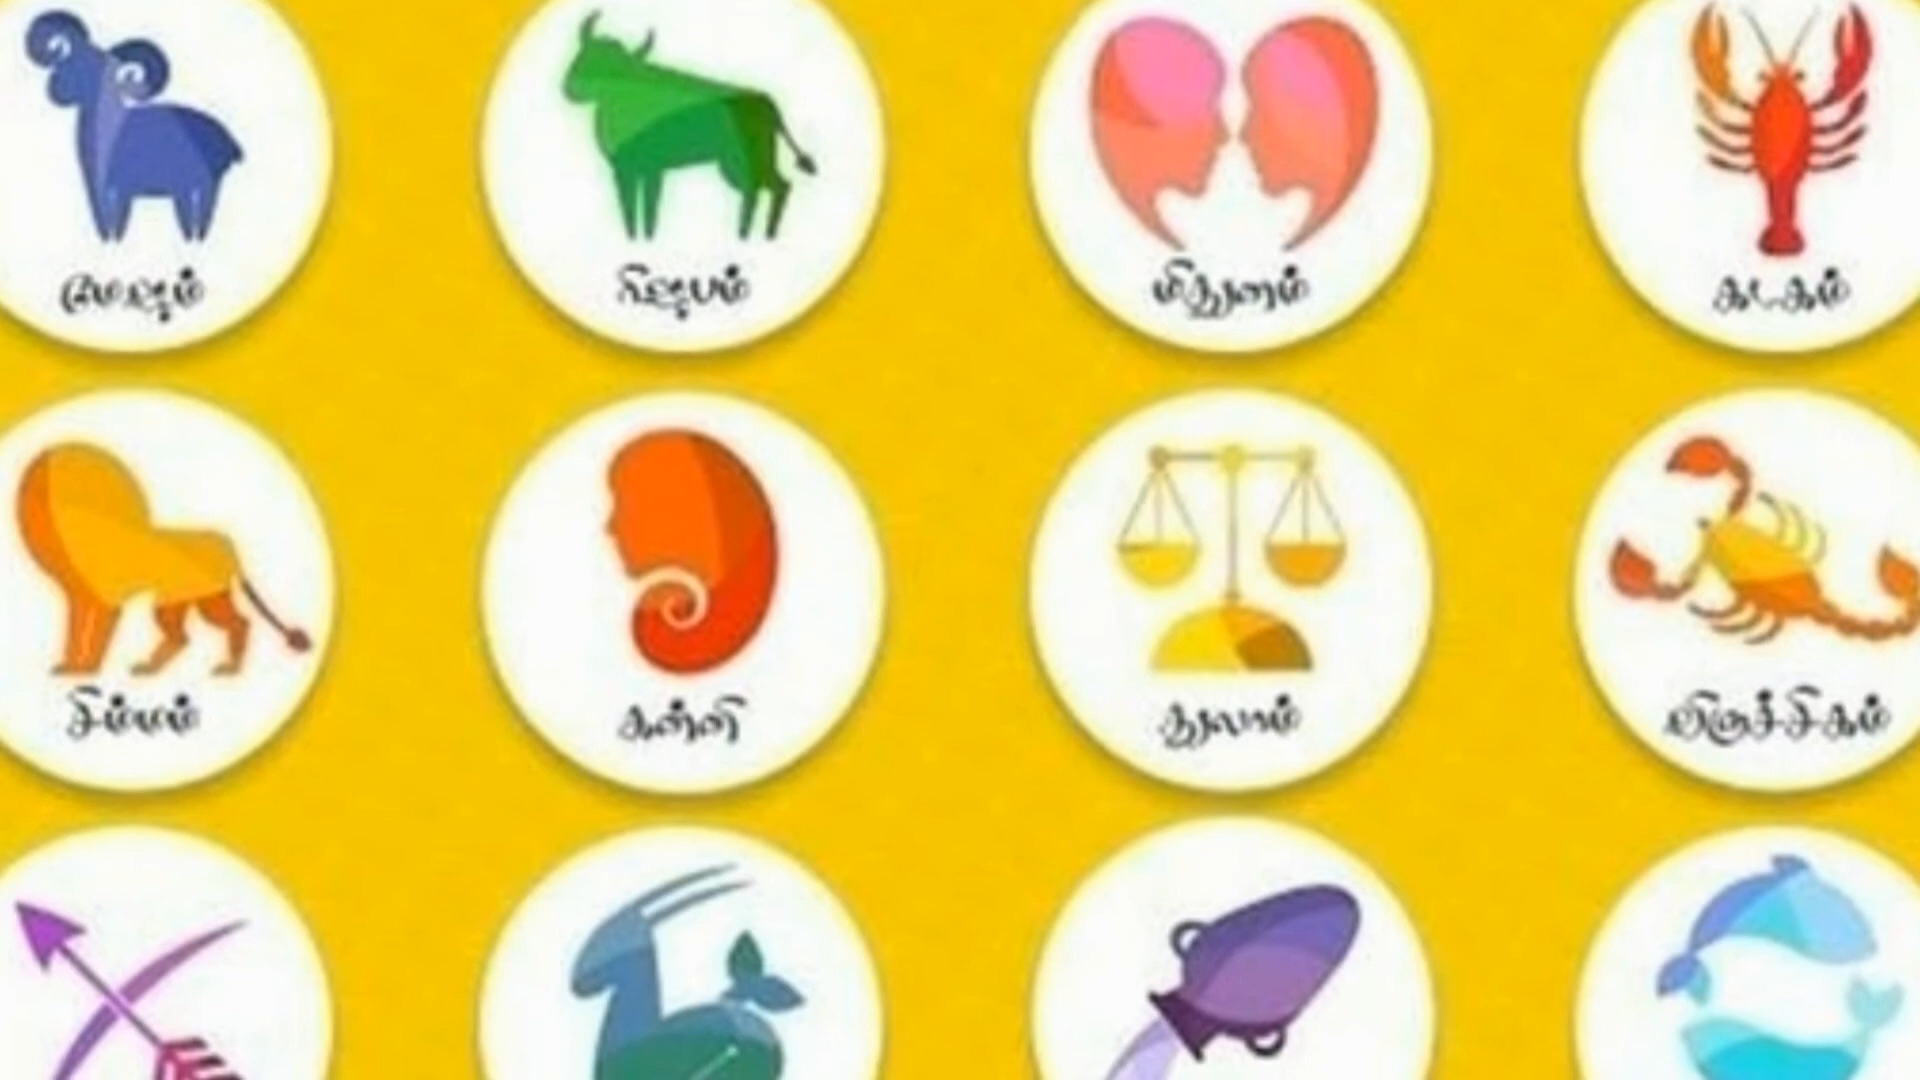 மேஷம்
ரிஷபம்
மிதுனம்
கடகம்
சிம்மம்
கன்னி
துலாம்
விருச்சிகம்